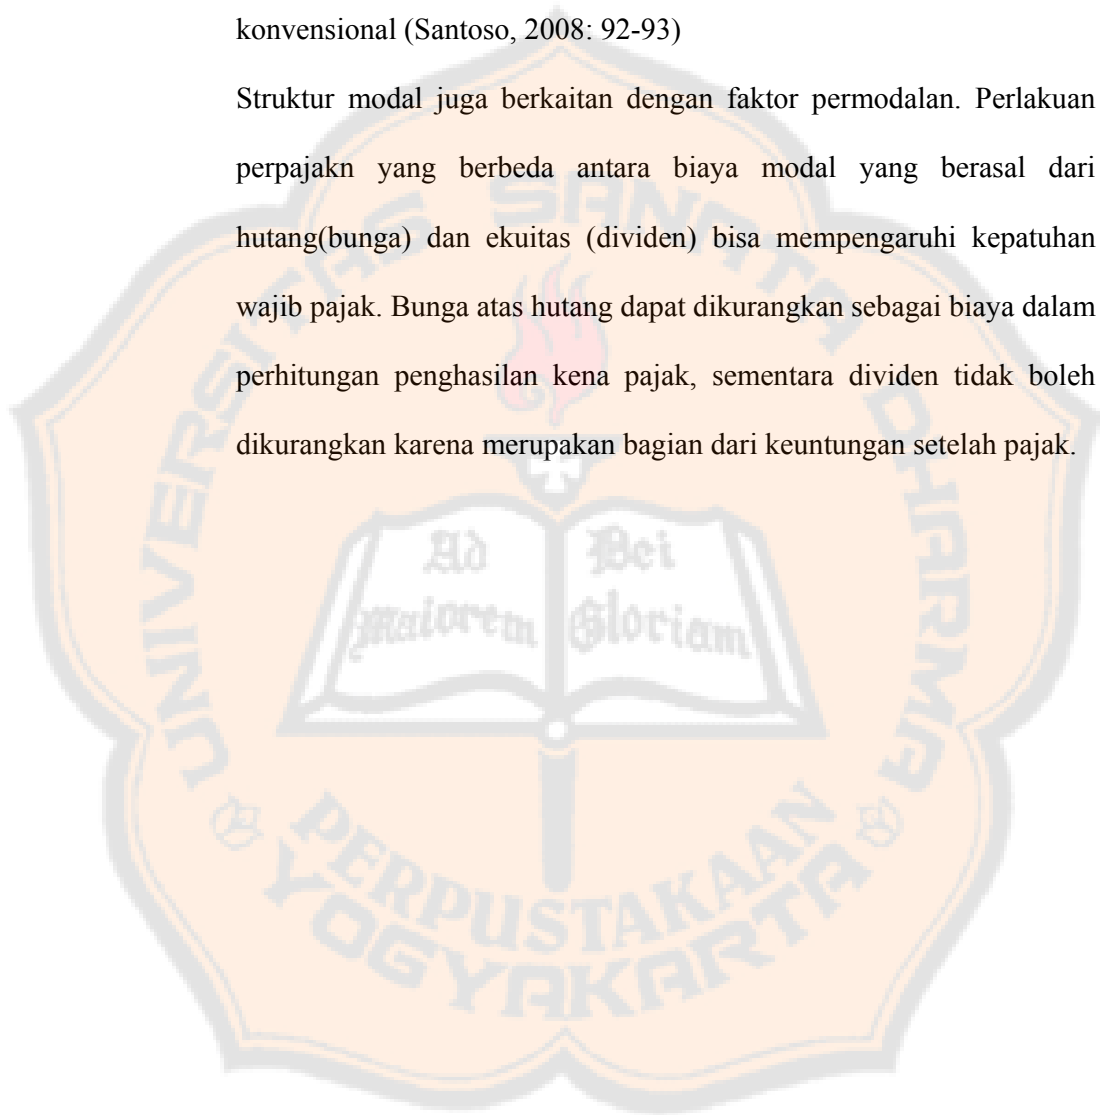 konvensional (Santoso, 2008: 92-93)
Struktur modal juga berkaitan dengan faktor permodalan. Perlakuan
perpajakn yang berbeda antara biaya modal yang berasal dari
hutang(bunga) dan ekuitas (dividen) bisa mempengaruhi kepatuhan
wajib pajak. Bunga atas hutang dapat dikurangkan sebagai biaya dalam
perhitungan penghasilan kena pajak, sementara dividen tidak boleh
dikurangkan karena merupakan bagian dari keuntungan setelah pajak.
UNIVERSITAS SANATA DHARMA
Ad Dei
maiorem Gloriam
PERPUSTAKAAN
YOGYAKARTA